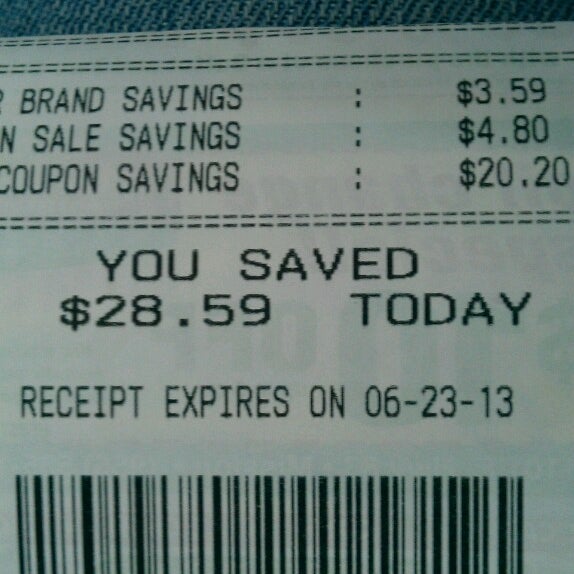 R BRAND SAVINGS : $3.59
N SALE SAVINGS : $4.80
COUPON SAVINGS : $20.20
YOU SAVED
$28.59 TODAY
RECEIPT EXPIRES ON 06-23-13